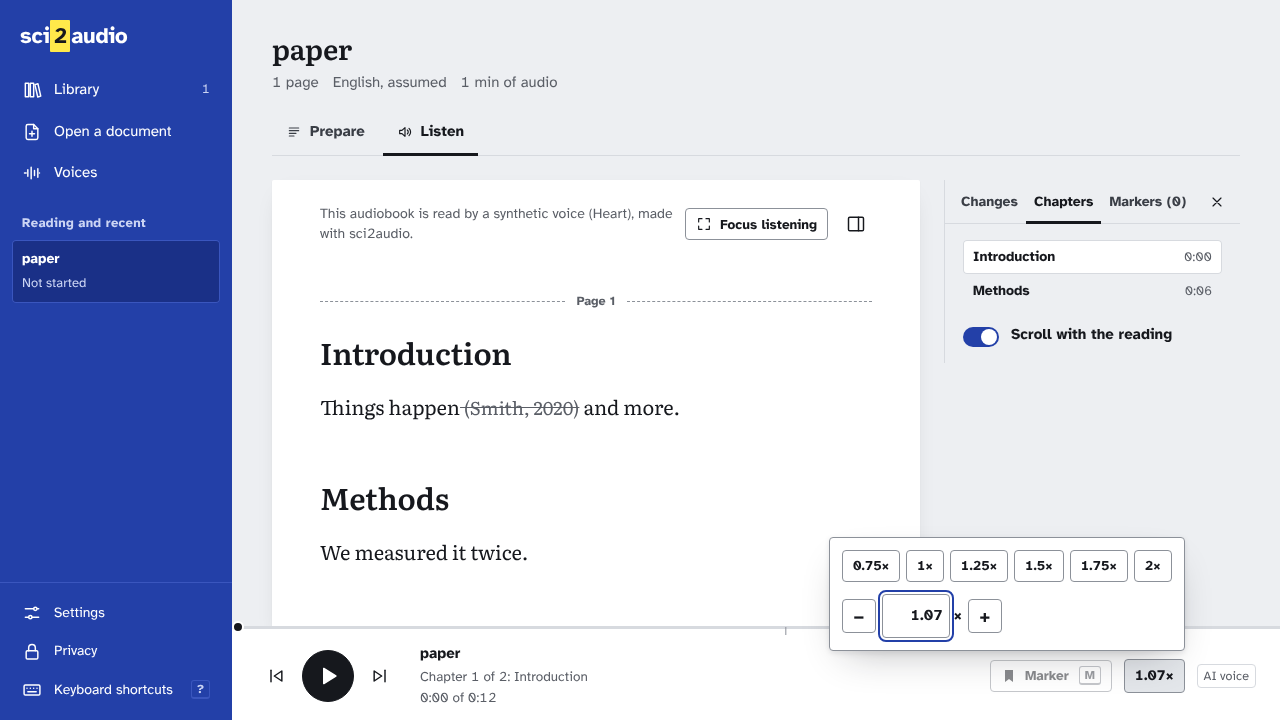 sci2audio
Library 1
Open a document
Voices
Reading and recent
paper
Not started
Settings
Privacy
Keyboard shortcuts ?
paper
1 page English, assumed 1 min of audio
Prepare Listen
This audiobook is read by a synthetic voice (Heart), made
with sci2audio.
Focus listening
Page 1
Introduction
Things happen (Smith, 2020) and more.
Methods
We measured it twice.
Changes Chapters Markers (0) ×
Introduction 0:00
Methods 0:06
Scroll with the reading
0.75× 1× 1.25× 1.5× 1.75× 2×
− 1.07 × +
paper
Chapter 1 of 2: Introduction
0:00 of 0:12
Marker M 1.07× AI voice